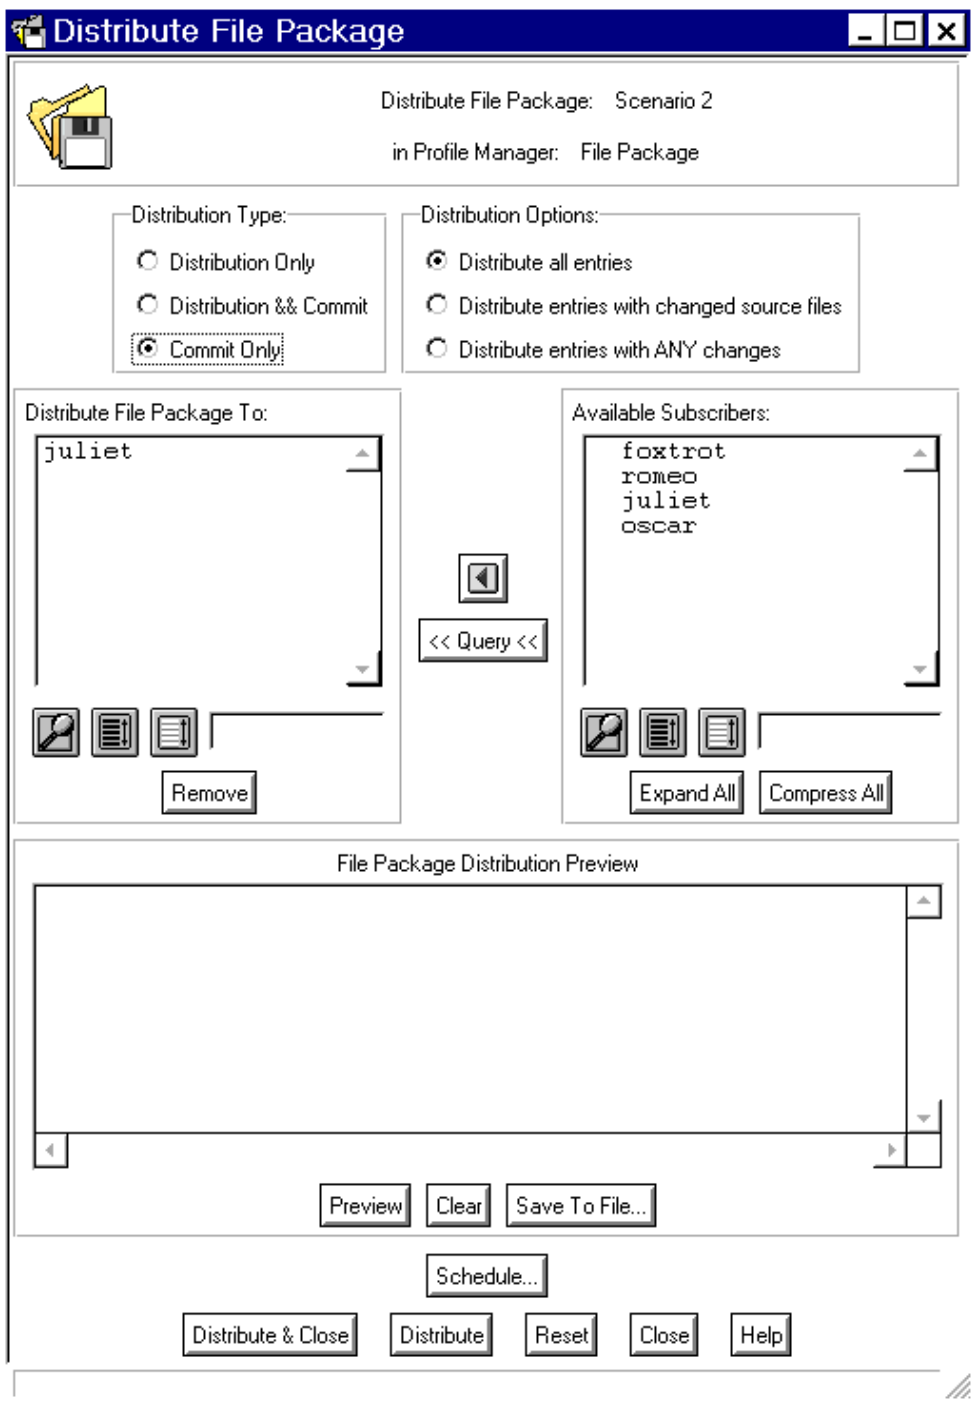 Distribute File Package
Distribute File Package: Scenario 2
in Profile Manager: File Package
Distribution Type:
Distribution Only
Distribution && Commit
Commit Only
Distribution Options:
Distribute all entries
Distribute entries with changed source files
Distribute entries with ANY changes
Distribute File Package To:
juliet
Remove
<< Query <<
Available Subscribers:
foxtrot
romeo
juliet
oscar
Expand All
Compress All
File Package Distribution Preview
Preview
Clear
Save To File...
Schedule...
Distribute & Close
Distribute
Reset
Close
Help